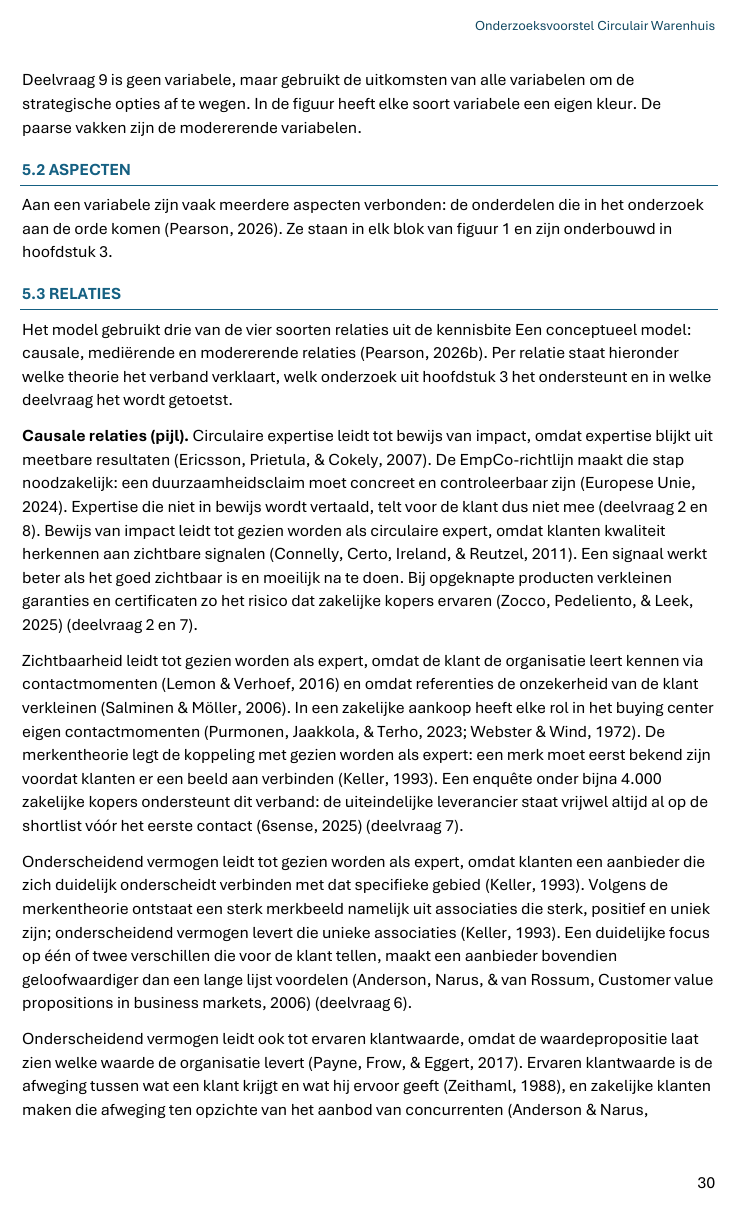 Onderzoeksvoorstel Circulair Warenhuis
Deelvraag 9 is geen variabele, maar gebruikt de uitkomsten van alle variabelen om de
strategische opties af te wegen. In de figuur heeft elke soort variabele een eigen kleur. De
paarse vakken zijn de modererende variabelen.
5.2 ASPECTEN
Aan een variabele zijn vaak meerdere aspecten verbonden: de onderdelen die in het onderzoek
aan de orde komen (Pearson, 2026). Ze staan in elk blok van figuur 1 en zijn onderbouwd in
hoofdstuk 3.
5.3 RELATIES
Het model gebruikt drie van de vier soorten relaties uit de kennisbite Een conceptueel model:
causale, mediërende en modererende relaties (Pearson, 2026b). Per relatie staat hieronder
welke theorie het verband verklaart, welk onderzoek uit hoofdstuk 3 het ondersteunt en in welke
deelvraag het wordt getoetst.
Causale relaties (pijl). Circulaire expertise leidt tot bewijs van impact, omdat expertise blijkt uit
meetbare resultaten (Ericsson, Prietula, & Cokely, 2007). De EmpCo-richtlijn maakt die stap
noodzakelijk: een duurzaamheidsclaim moet concreet en controleerbaar zijn (Europese Unie,
2024). Expertise die niet in bewijs wordt vertaald, telt voor de klant dus niet mee (deelvraag 2 en
8). Bewijs van impact leidt tot gezien worden als circulaire expert, omdat klanten kwaliteit
herkennen aan zichtbare signalen (Connelly, Certo, Ireland, & Reutzel, 2011). Een signaal werkt
beter als het goed zichtbaar is en moeilijk na te doen. Bij opgeknapte producten verkleinen
garanties en certificaten zo het risico dat zakelijke kopers ervaren (Zocco, Pedeliento, & Leek,
2025) (deelvraag 2 en 7).
Zichtbaarheid leidt tot gezien worden als expert, omdat de klant de organisatie leert kennen via
contactmomenten (Lemon & Verhoef, 2016) en omdat referenties de onzekerheid van de klant
verkleinen (Salminen & Möller, 2006). In een zakelijke aankoop heeft elke rol in het buying center
eigen contactmomenten (Purmonen, Jaakkola, & Terho, 2023; Webster & Wind, 1972). De
merkentheorie legt de koppeling met gezien worden als expert: een merk moet eerst bekend zijn
voordat klanten er een beeld aan verbinden (Keller, 1993). Een enquête onder bijna 4.000
zakelijke kopers ondersteunt dit verband: de uiteindelijke leverancier staat vrijwel altijd al op de
shortlist vóór het eerste contact (6sense, 2025) (deelvraag 7).
Onderscheidend vermogen leidt tot gezien worden als expert, omdat klanten een aanbieder die
zich duidelijk onderscheidt verbinden met dat specifieke gebied (Keller, 1993). Volgens de
merkentheorie ontstaat een sterk merkbeeld namelijk uit associaties die sterk, positief en uniek
zijn; onderscheidend vermogen levert die unieke associaties (Keller, 1993). Een duidelijke focus
op één of twee verschillen die voor de klant tellen, maakt een aanbieder bovendien
geloofwaardiger dan een lange lijst voordelen (Anderson, Narus, & van Rossum, Customer value
propositions in business markets, 2006) (deelvraag 6).
Onderscheidend vermogen leidt ook tot ervaren klantwaarde, omdat de waardepropositie laat
zien welke waarde de organisatie levert (Payne, Frow, & Eggert, 2017). Ervaren klantwaarde is de
afweging tussen wat een klant krijgt en wat hij ervoor geeft (Zeithaml, 1988), en zakelijke klanten
maken die afweging ten opzichte van het aanbod van concurrenten (Anderson & Narus,
30